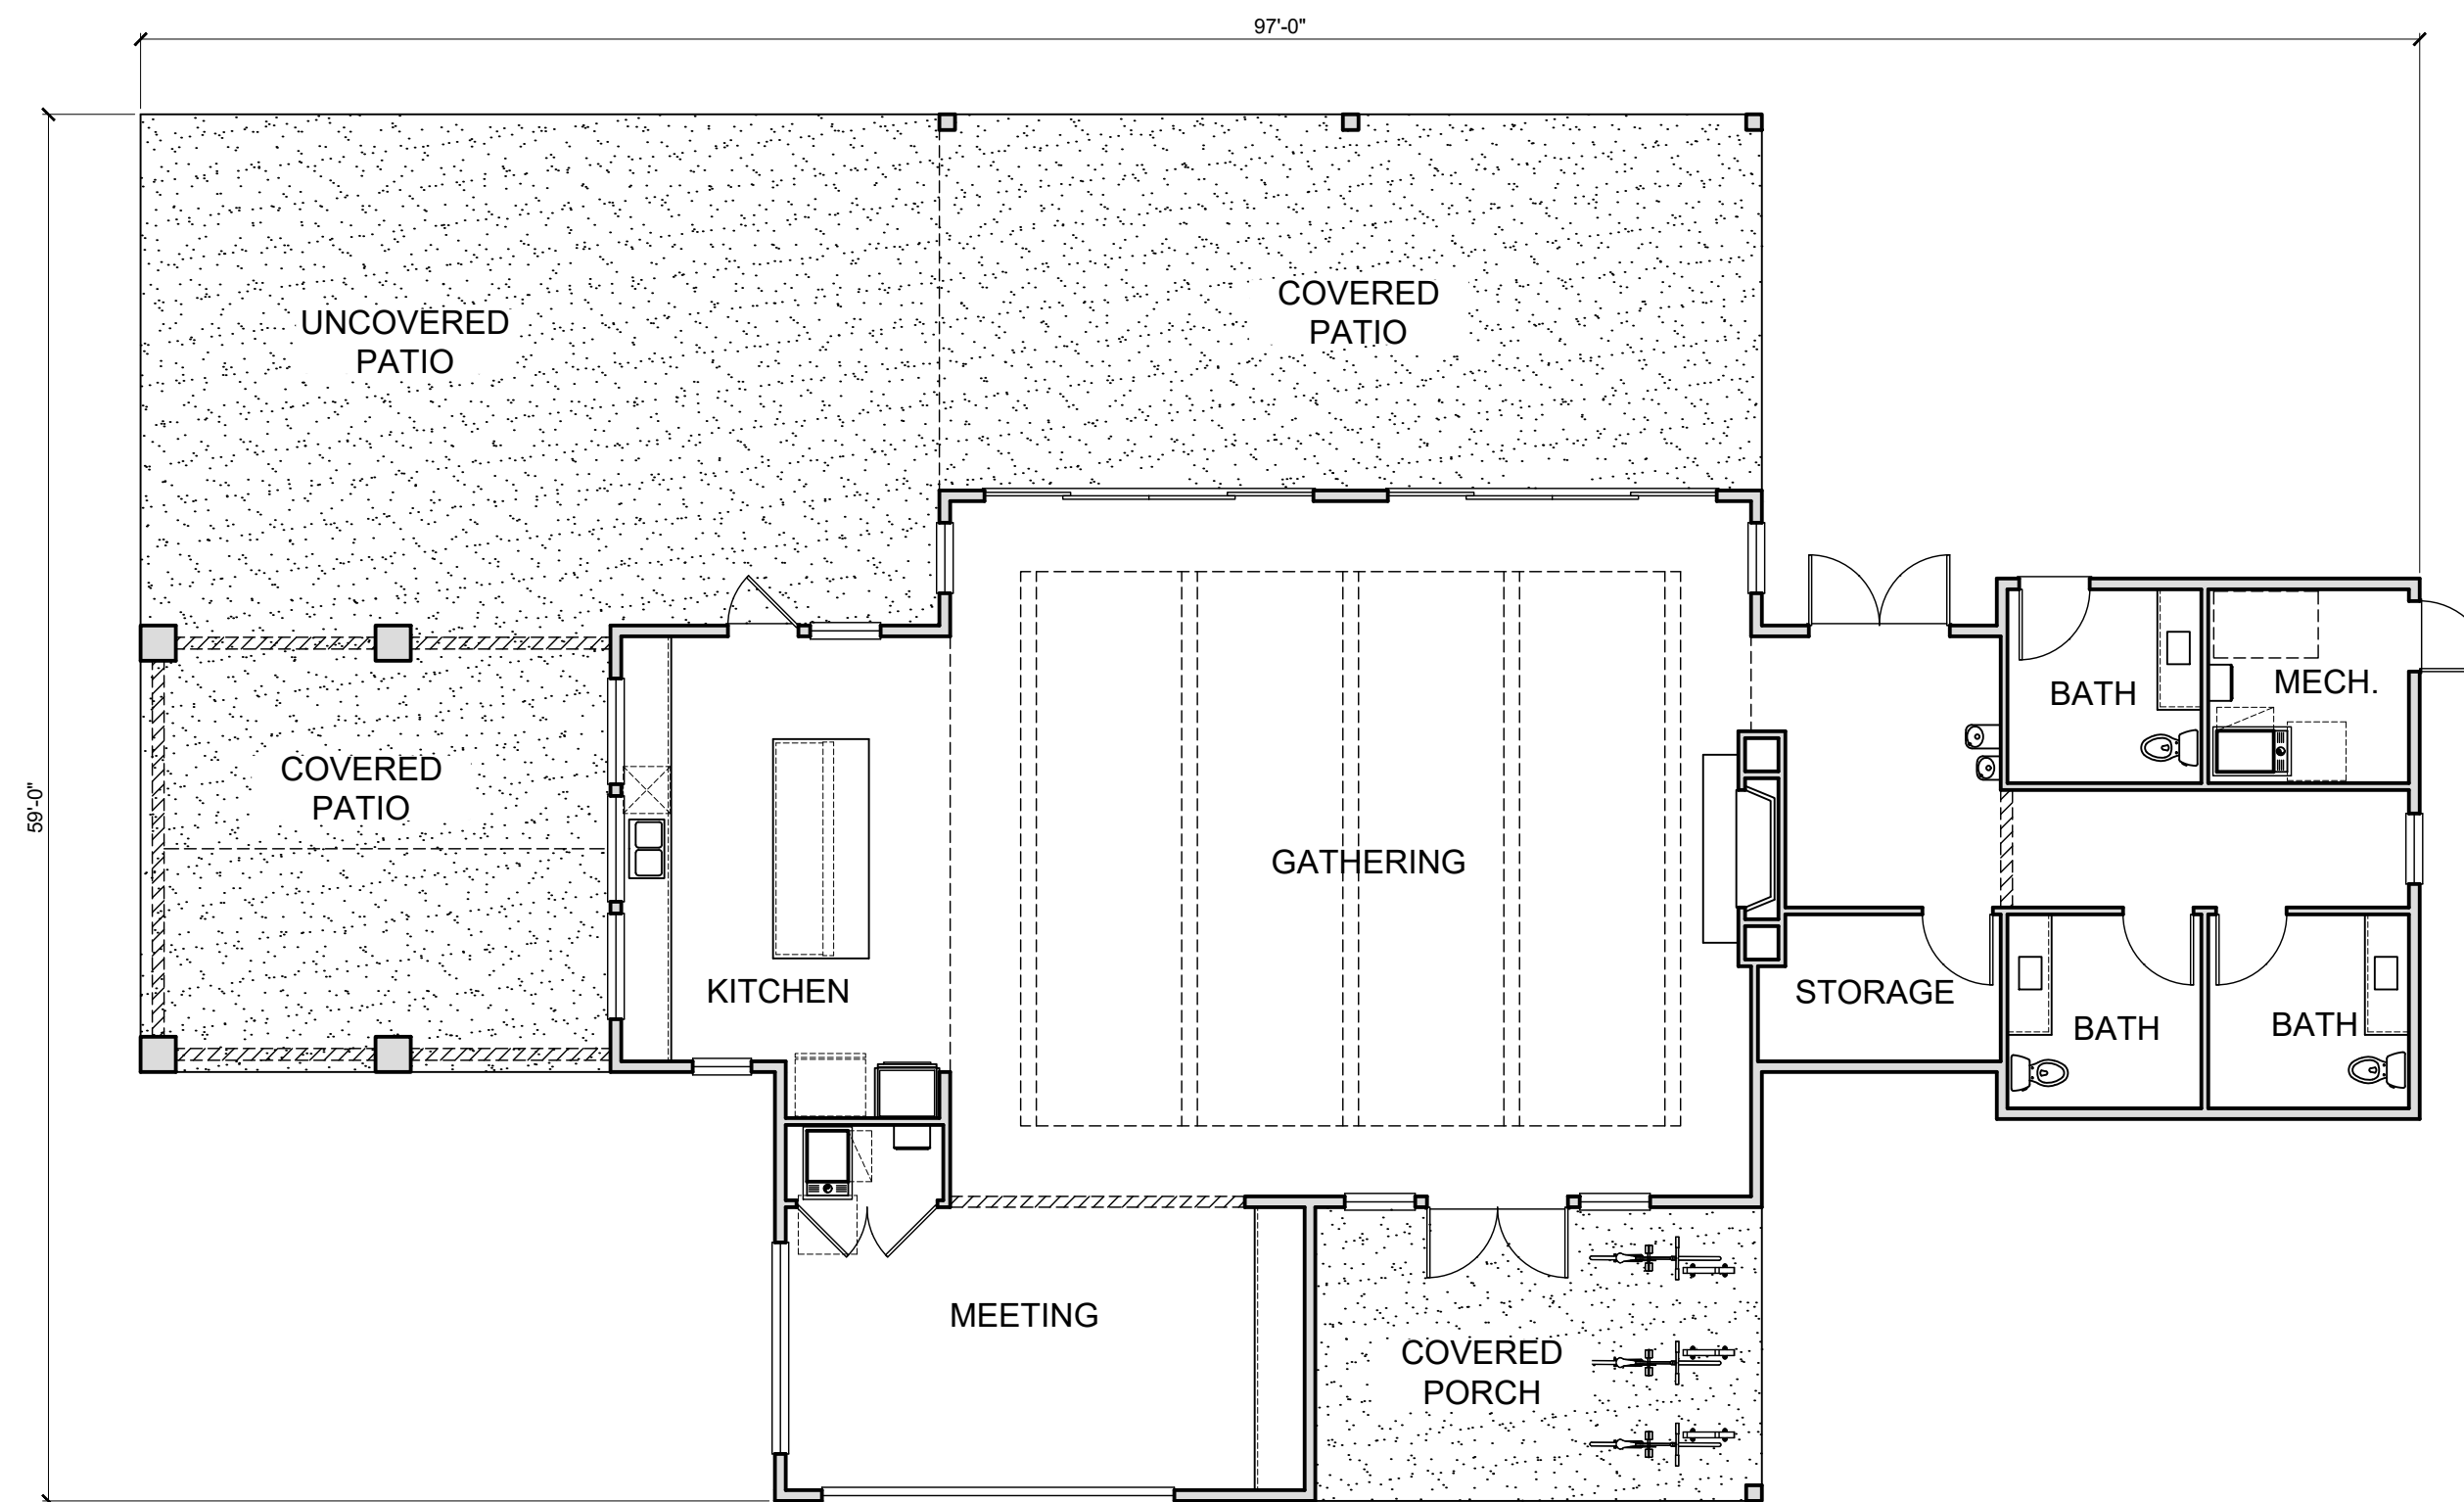 97'-0"
UNCOVERED
PATIO
COVERED
PATIO
59'-0"
COVERED
PATIO
KITCHEN
GATHERING
BATH
MECH.
STORAGE
BATH
BATH
MEETING
COVERED
PORCH